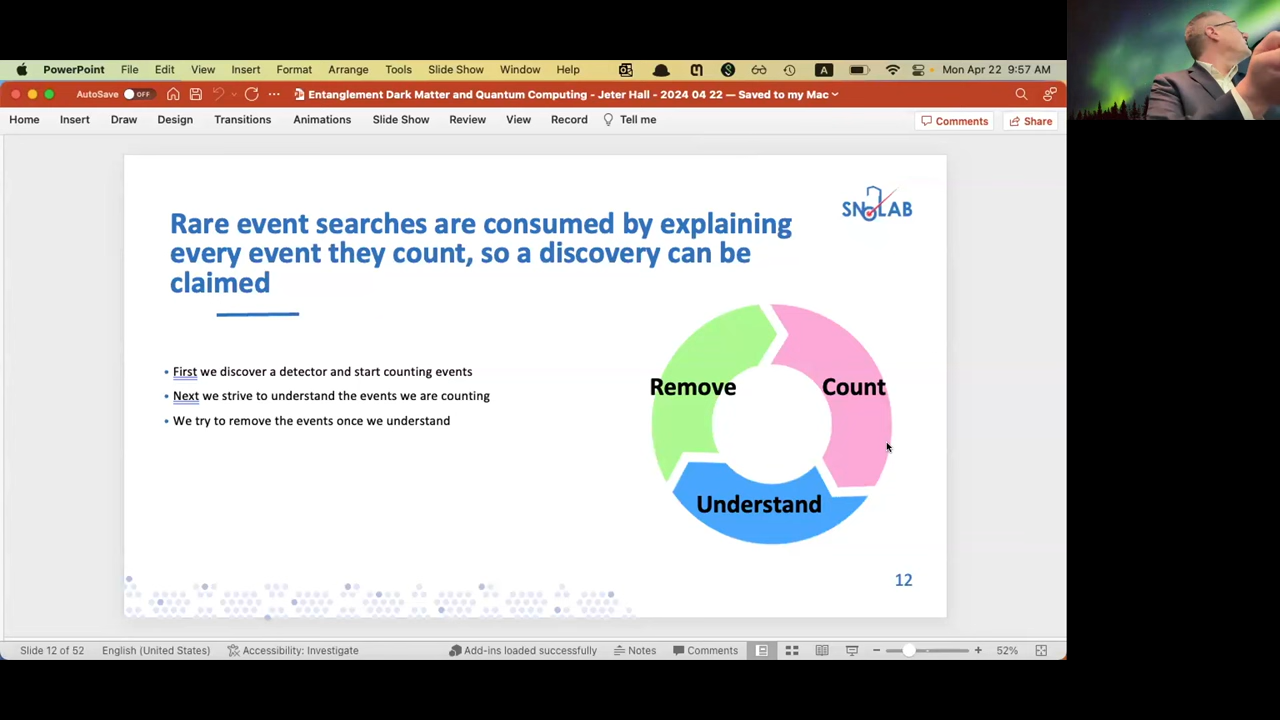 PowerPoint File Edit View Insert Format Arrange Tools Slide Show Window Help A Mon Apr 22 9:57 AM
AutoSave OFF ... Entanglement Dark Matter and Quantum Computing - Jeter Hall - 2024 04 22 — Saved to my Mac
Home Insert Draw Design Transitions Animations Slide Show Review View Record Tell me Comments Share
SNOLAB
Rare event searches are consumed by explaining
every event they count, so a discovery can be
claimed
• First we discover a detector and start counting events
• Next we strive to understand the events we are counting
• We try to remove the events once we understand
Remove
Count
Understand
12
Slide 12 of 52 English (United States) Accessibility: Investigate Add-ins loaded successfully Notes Comments 52%